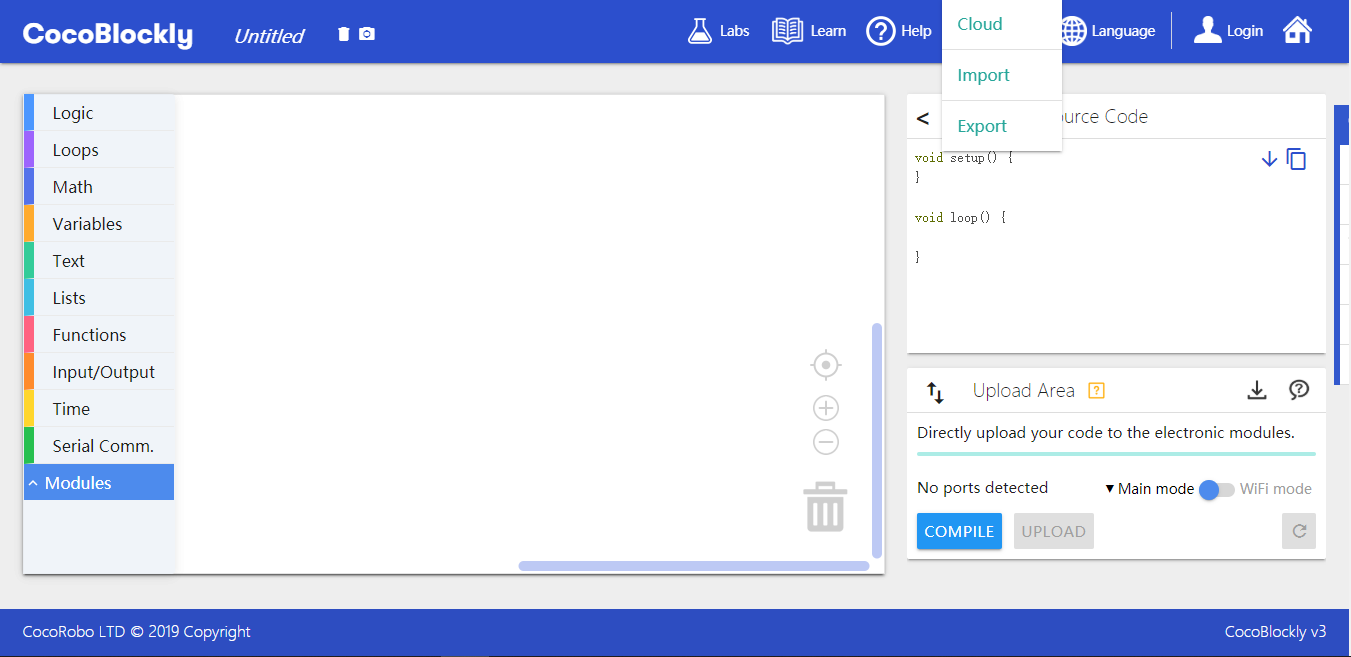 CocoBlockly
Untitled
Labs
Learn
Help
Cloud
Import
Export
Language
Login
Logic
Loops
Math
Variables
Text
Lists
Functions
Input/Output
Time
Serial Comm.
Modules
Code
void setup() {
}
void loop() {
}
Upload Area
Directly upload your code to the electronic modules.
No ports detected
Main mode
WiFi mode
COMPILE
UPLOAD
CocoRobo LTD © 2019 Copyright
CocoBlockly v3